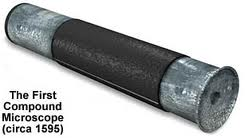 The First
Compound
Microscope
(circa 1595)